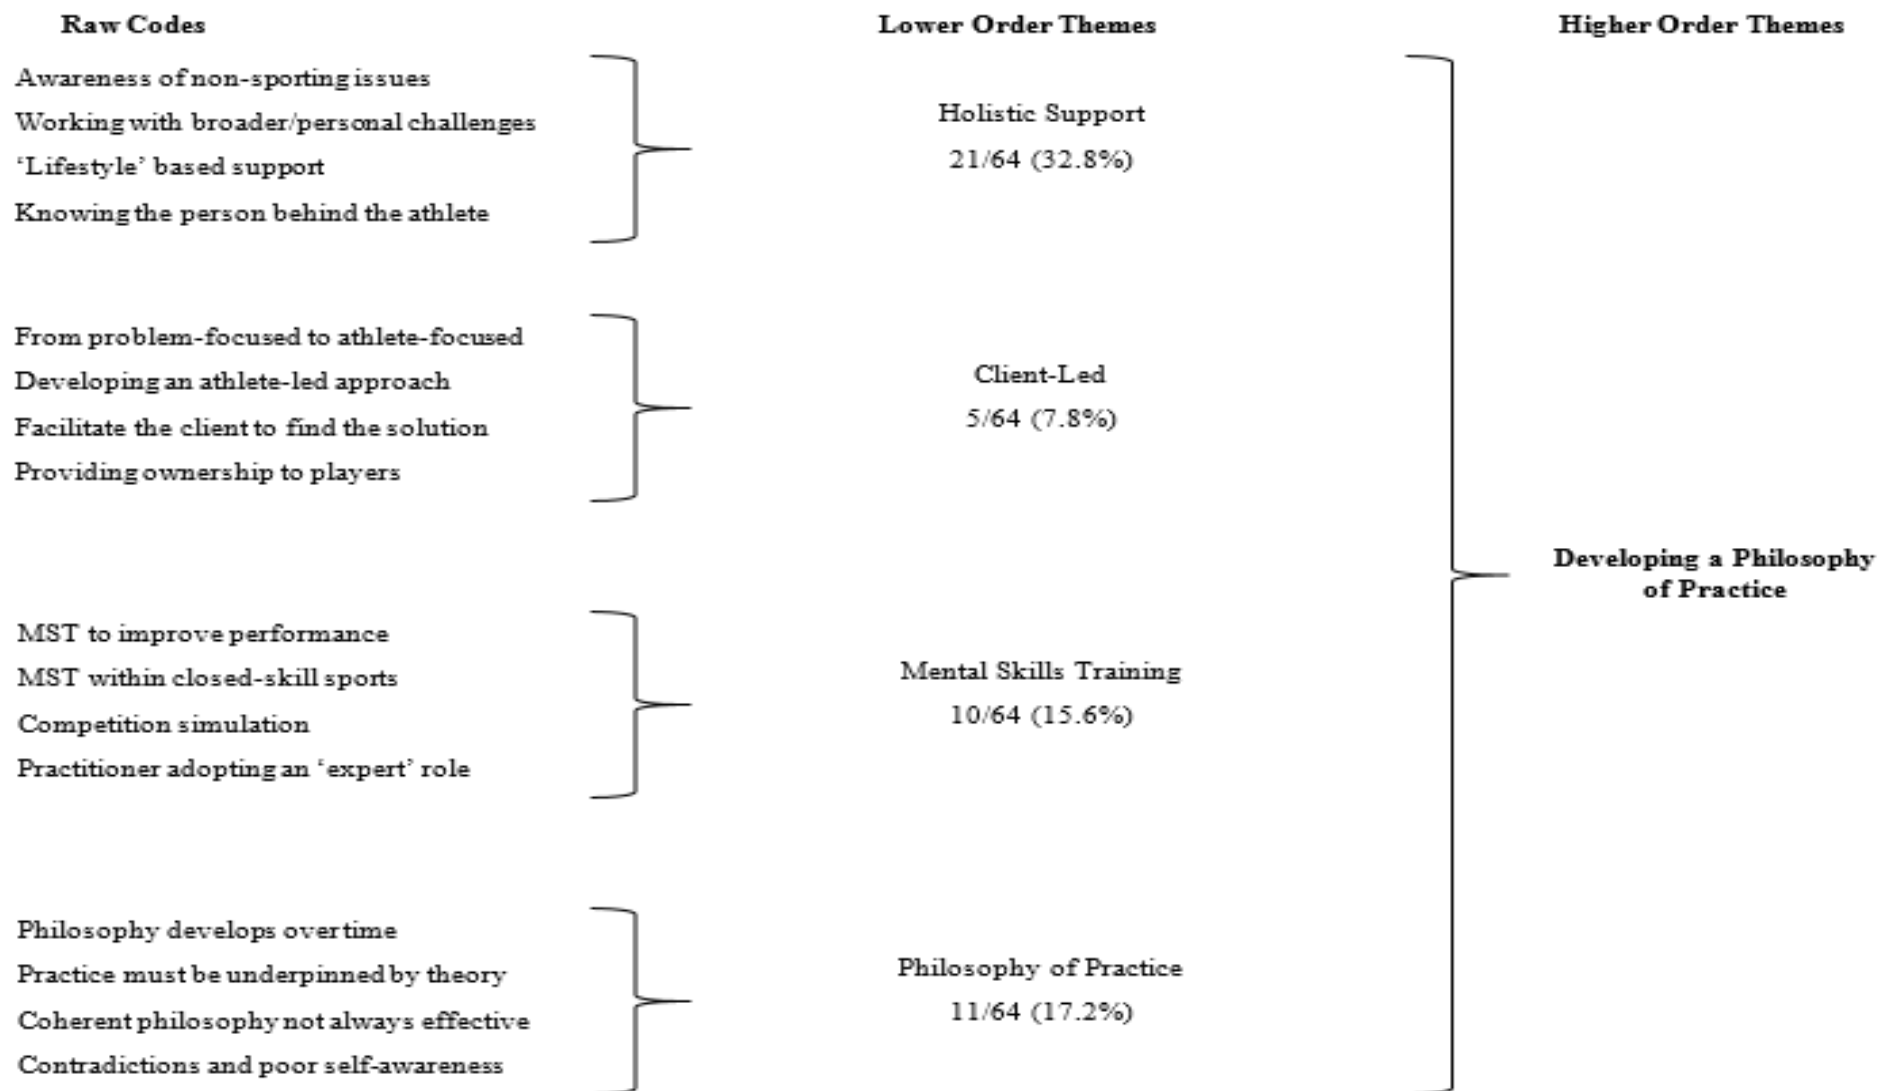 Raw Codes
Lower Order Themes
Higher Order Themes
Awareness of non-sporting issues
Working with broader/personal challenges
‘Lifestyle’ based support
Knowing the person behind the athlete
Holistic Support
21/64 (32.8%)
From problem-focused to athlete-focused
Developing an athlete-led approach
Facilitate the client to find the solution
Providing ownership to players
Client-Led
5/64 (7.8%)
MST to improve performance
MST within closed-skill sports
Competition simulation
Practitioner adopting an ‘expert’ role
Mental Skills Training
10/64 (15.6%)
Philosophy develops overtime
Practice must be underpinned by theory
Coherent philosophy not always effective
Contradictions and poor self-awareness
Philosophy of Practice
11/64 (17.2%)
Developing a Philosophy
of Practice